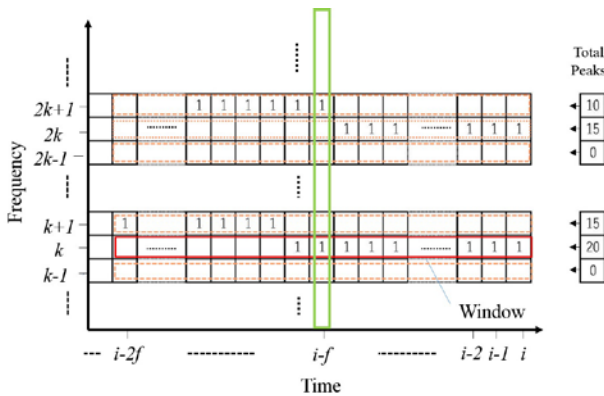 Total
Peaks
2k+1 1 1 1 1 1 1 10
2k 1 1 1 1 1 1 15
2k-1 0
Frequency
k+1 1 1 1 1 1 15
k 1 1 1 1 1 1 1 1 20
k-1 0
Window
i-2f i-f i-2 i-1 i
Time